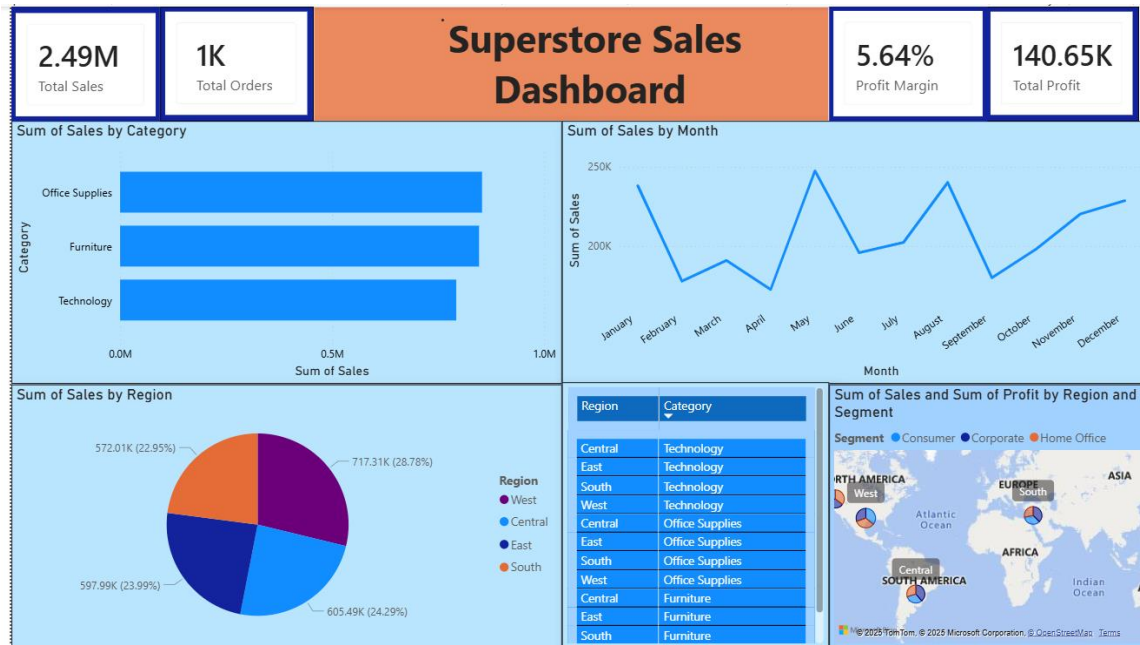 2.49M
Total Sales
1K
Total Orders
Superstore Sales
Dashboard
5.64%
Profit Margin
140.65K
Total Profit
Sum of Sales by Category
Category
Office Supplies
Furniture
Technology
0.0M
0.5M
1.0M
Sum of Sales
Sum of Sales by Month
Sum of Sales
250K
200K
January
February
March
April
May
June
July
August
September
October
November
December
Month
Sum of Sales by Region
572.01K (22.95%)
717.31K (28.78%)
597.99K (23.99%)
605.49K (24.29%)
Region
West
Central
East
South
Region Category
Central Technology
East Technology
South Technology
West Technology
Central Office Supplies
East Office Supplies
South Office Supplies
West Office Supplies
Central Furniture
East Furniture
South Furniture
Sum of Sales and Sum of Profit by Region and
Segment
Segment Consumer Corporate Home Office
RTH AMERICA
West
EUROPE
South
ASIA
Atlantic
Ocean
AFRICA
Central
SOUTH AMERICA
Indian
Ocean
© 2025 TomTom, © 2025 Microsoft Corporation, © OpenStreetMap Terms